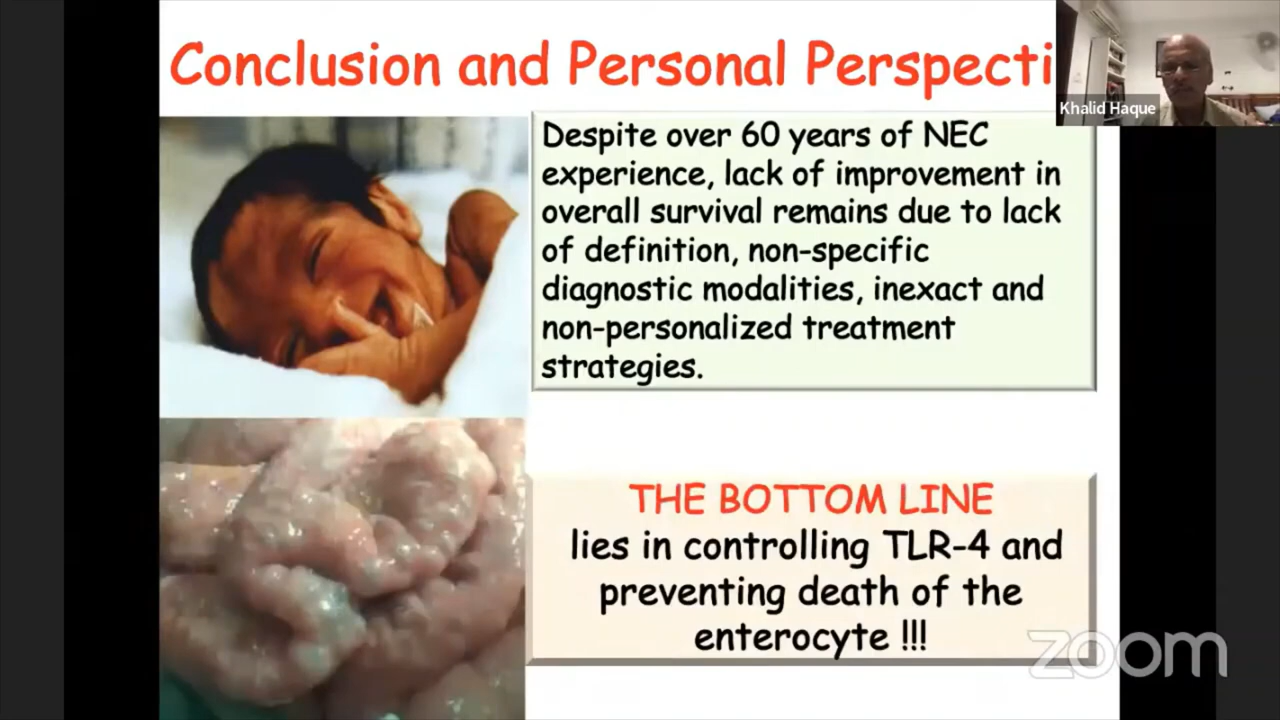 Conclusion and Personal Perspecti
Khalid Haque
Despite over 60 years of NEC
experience, lack of improvement in
overall survival remains due to lack
of definition, non-specific
diagnostic modalities, inexact and
non-personalized treatment
strategies.
THE BOTTOM LINE
lies in controlling TLR-4 and
preventing death of the
enterocyte !!!
zoom